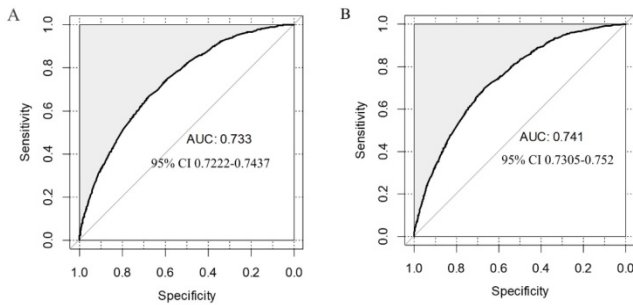 A
Sensitivity
1.0
0.8
0.6
0.4
0.2
0.0
AUC: 0.733
95% CI 0.7222-0.7437
1.0 0.8 0.6 0.4 0.2 0.0
Specificity
B
Sensitivity
1.0
0.8
0.6
0.4
0.2
0.0
AUC: 0.741
95% CI 0.7305-0.752
1.0 0.8 0.6 0.4 0.2 0.0
Specificity